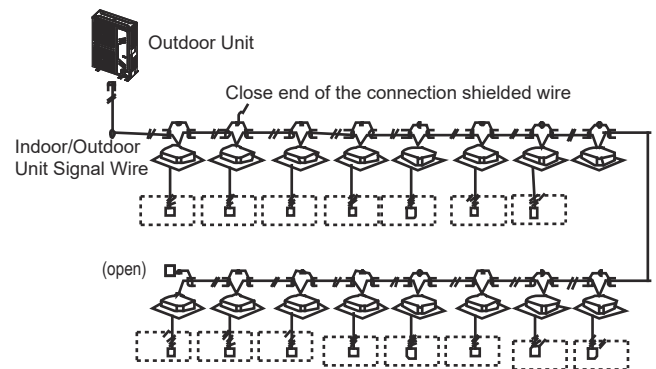 Outdoor Unit
Close end of the connection shielded wire
Indoor/Outdoor
Unit Signal Wire
(open)